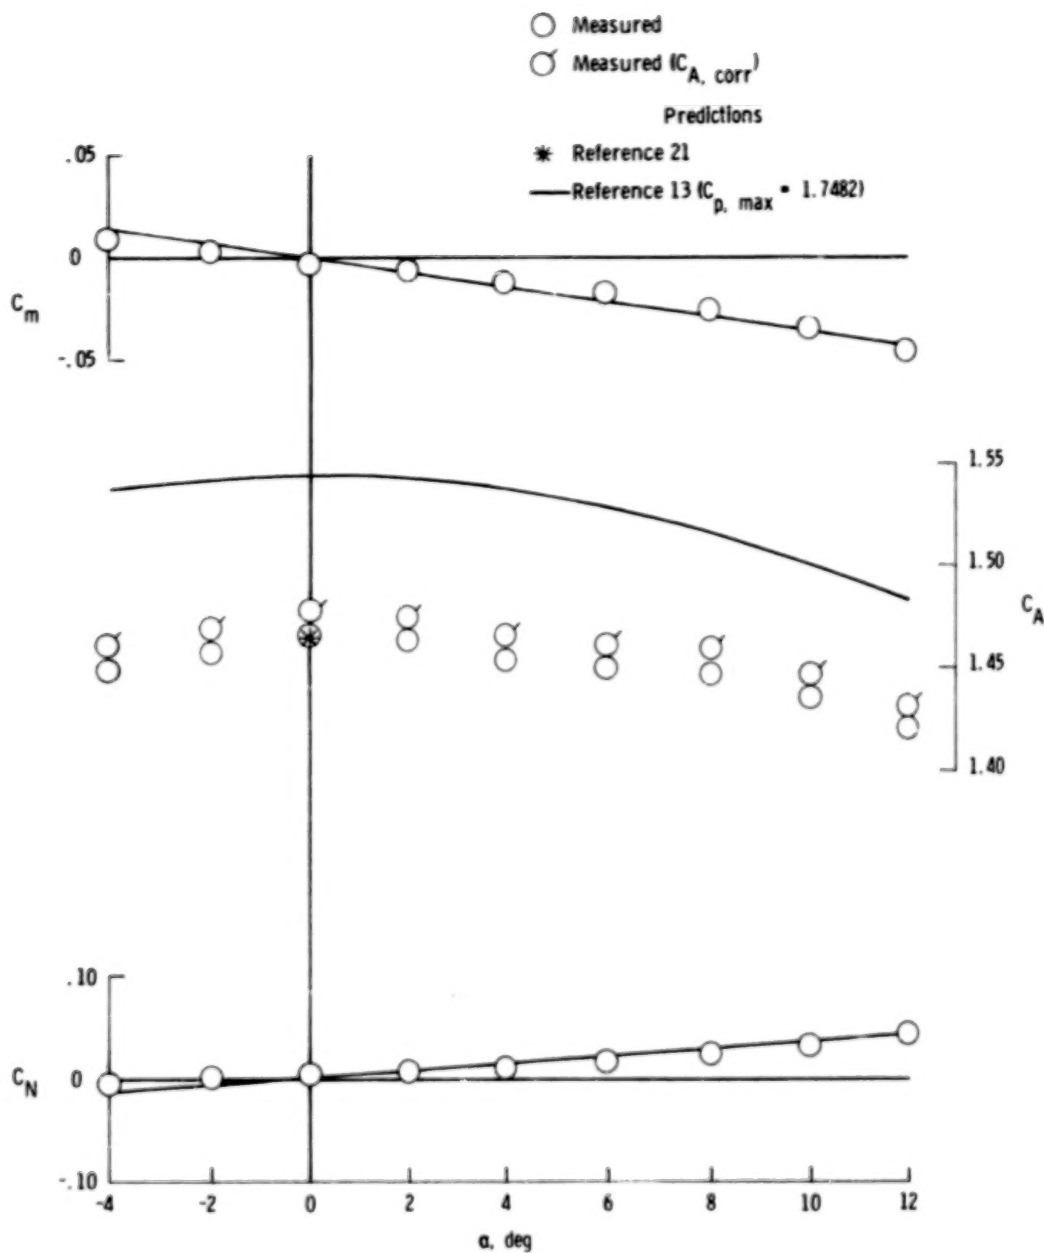 Measured
Measured (C_A, corr)
Predictions
Reference 21
Reference 13 (C_p, max = 1.7482)
.05
0
C_m
-.05
1.55
1.50
C_A
1.45
1.40
.10
C_N
0
-.10
-4 -2 0 2 4 6 8 10 12
α, deg